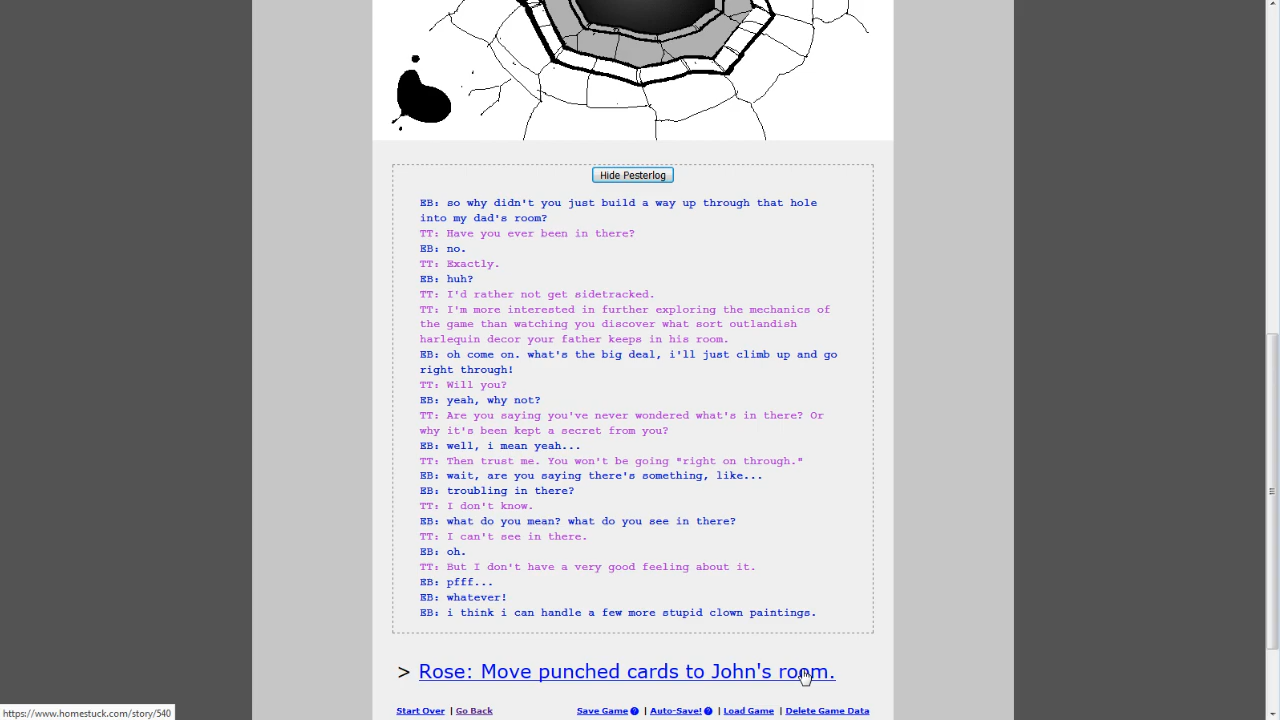 Hide Pesterlog
EB: so why didn't you just build a way up through that hole
into my dad's room?
TT: Have you ever been in there?
EB: no.
TT: Exactly.
EB: huh?
TT: I'd rather not get sidetracked.
TT: I'm more interested in further exploring the mechanics of
the game than watching you discover what sort outlandish
harlequin decor your father keeps in his room.
EB: oh come on. what's the big deal, i'll just climb up and go
right through!
TT: Will you?
EB: yeah, why not?
TT: Are you saying you've never wondered what's in there? Or
why it's been kept a secret from you?
EB: well, i mean yeah...
TT: Then trust me. You won't be going "right on through."
EB: wait, are you saying there's something, like...
EB: troubling in there?
TT: I don't know.
EB: what do you mean? what do you see in there?
TT: I can't see in there.
EB: oh.
TT: But I don't have a very good feeling about it.
EB: pfff...
EB: whatever!
EB: i think i can handle a few more stupid clown paintings.
> Rose: Move punched cards to John's room.
Start Over | Go Back Save Game ? | Auto-Save! ? | Load Game | Delete Game Data
https://www.homestuck.com/story/540